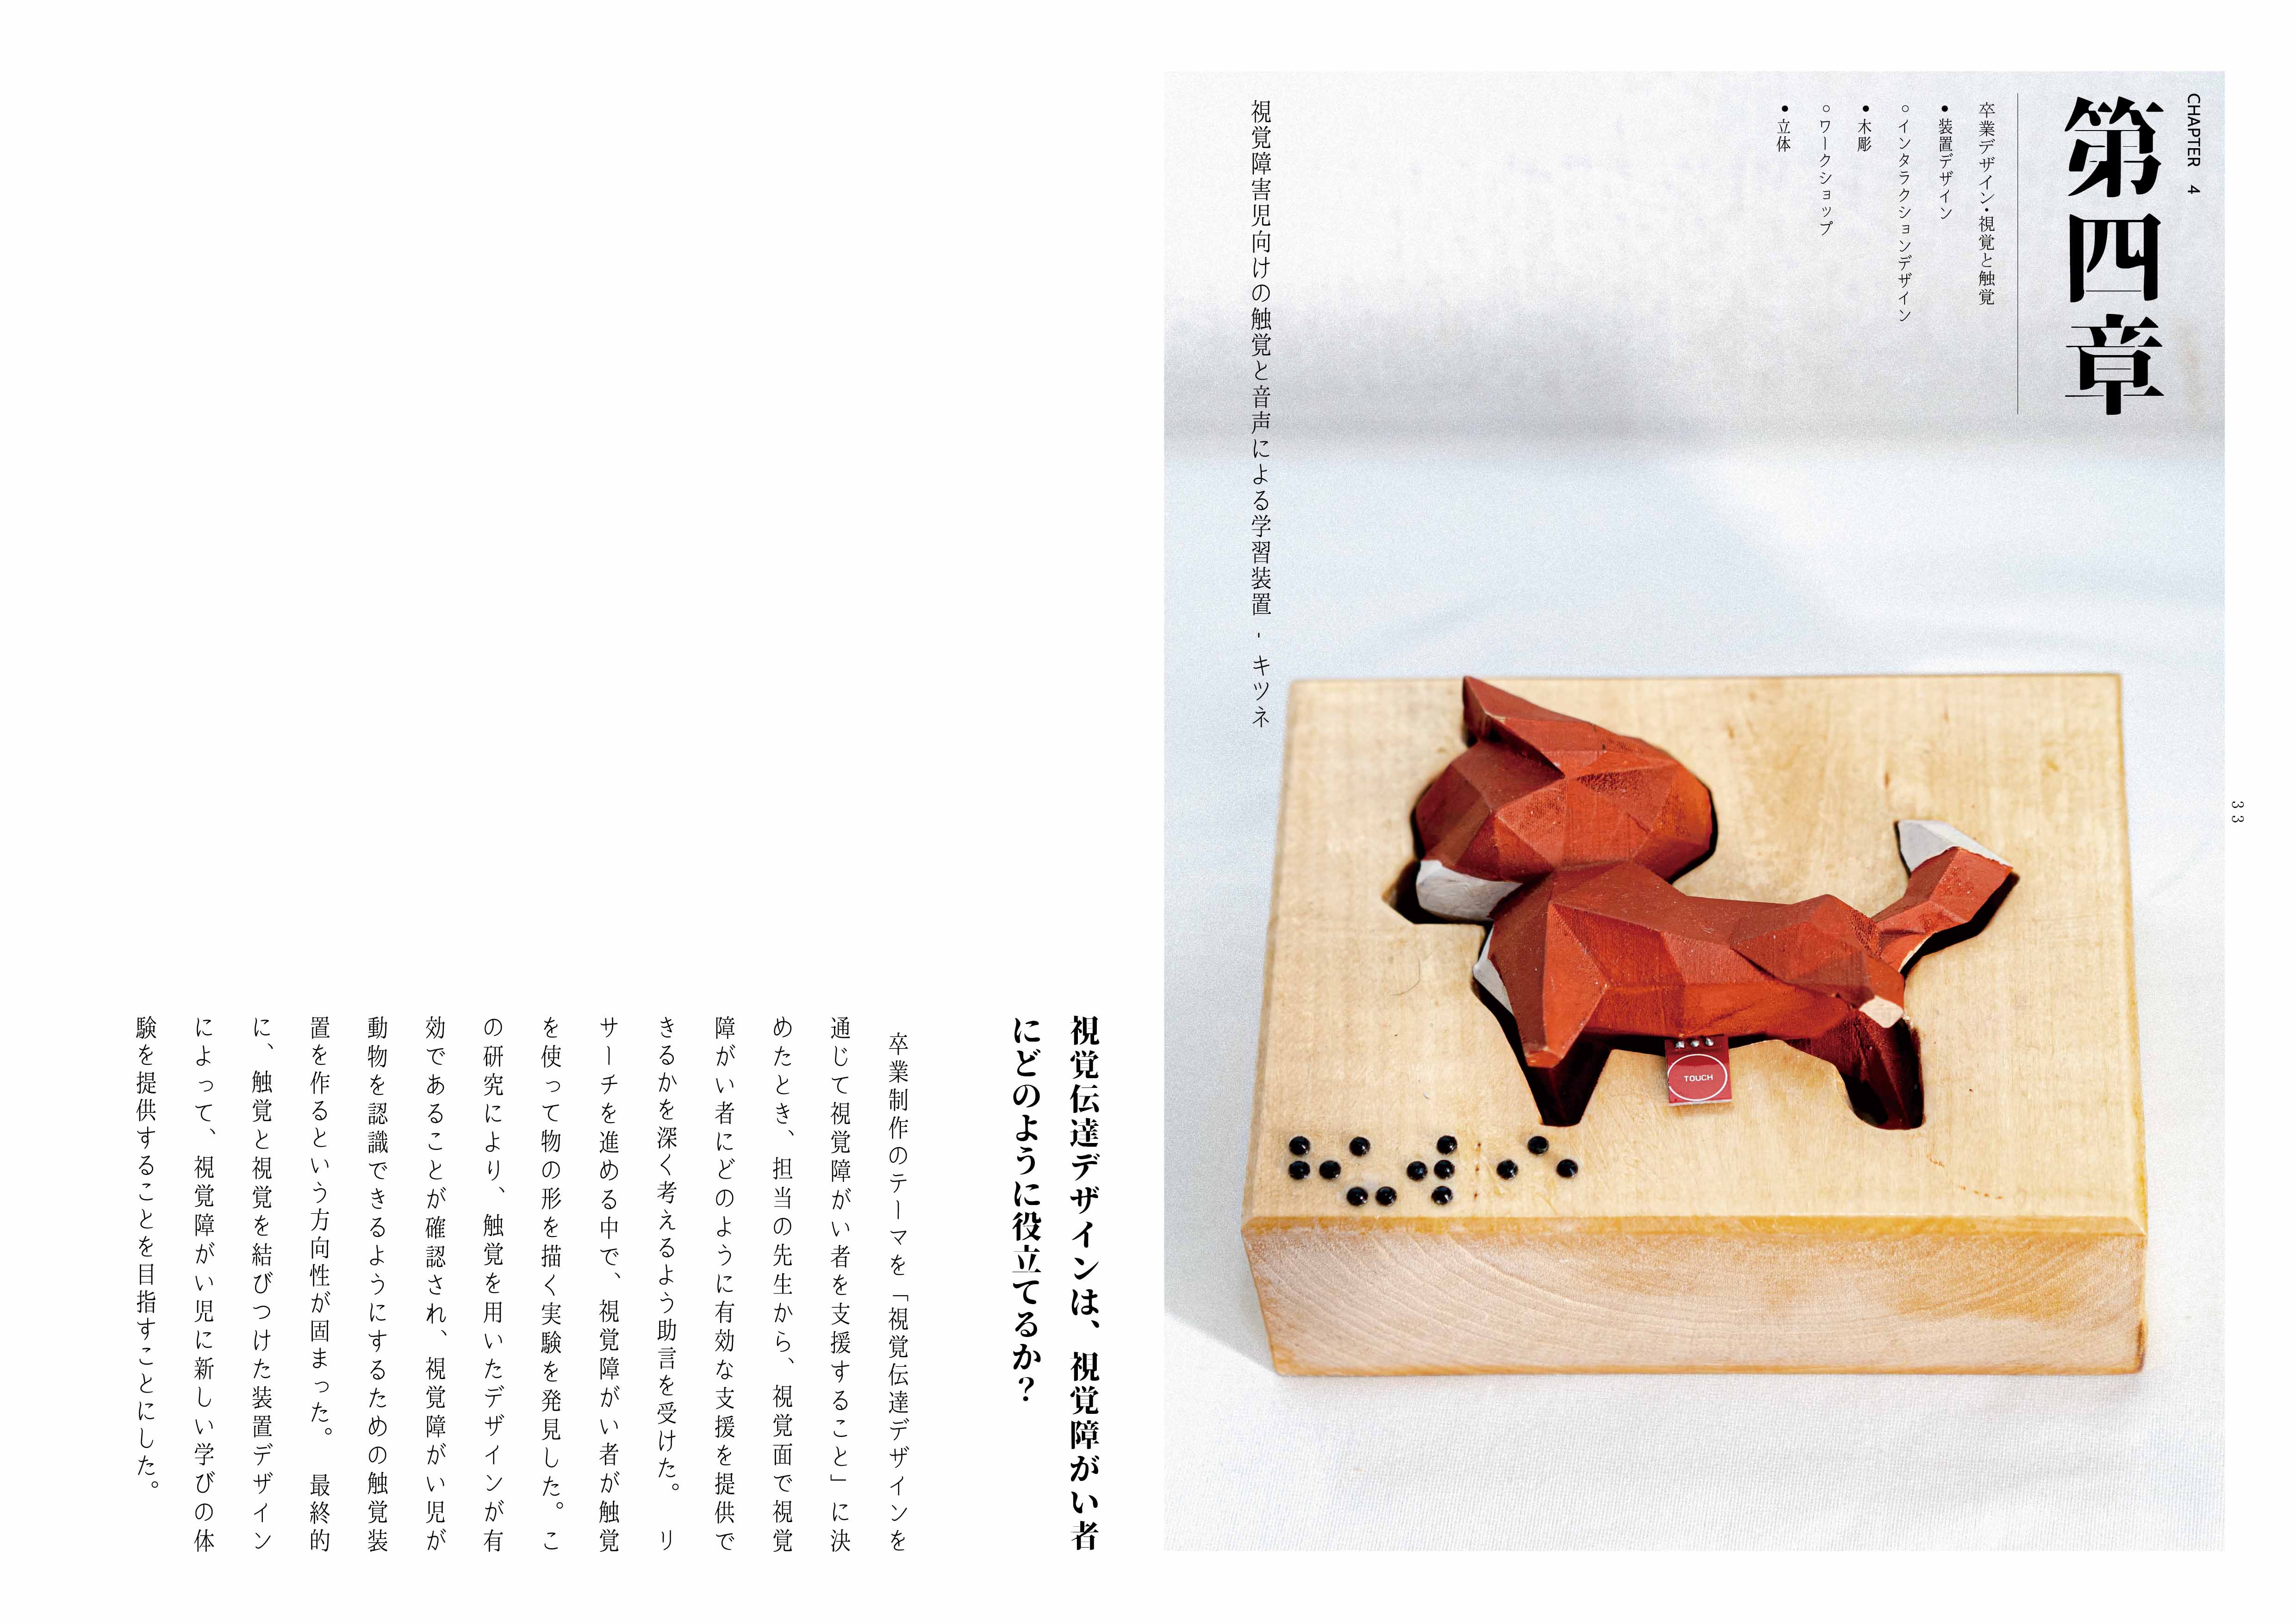 CHAPTER 4
第四章
卒業デザイン・視覚と触覚
●装置デザイン
○インタラクションデザイン
●木彫
○ワークショップ
●立体
視覚障害児向けの触覚と音声による学習装置 - キツネ
TOUCH
33
視覚伝達デザインは、視覚障がい者
にどのように役立てるか？
卒業制作のテーマを「視覚伝達デザインを
通じて視覚障がい者を支援すること」に決
めたとき、担当の先生から、視覚面で視覚
障がい者にどのように有効な支援を提供で
きるかを深く考えるよう助言を受けた。 リ
サーチを進める中で、視覚障がい者が触覚
を使って物の形を描く実験を発見した。こ
の研究により、触覚を用いたデザインが有
効であることが確認され、視覚障がい児が
動物を認識できるようにするための触覚装
置を作るという方向性が固まった。 最終的
に、触覚と視覚を結びつけた装置デザイン
によって、視覚障がい児に新しい学びの体
験を提供することを目指すことにした。